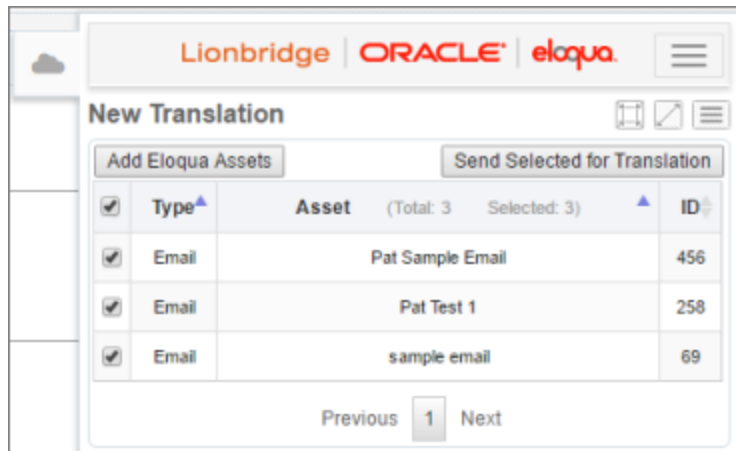 Lionbridge ORACLE eloqua.
New Translation
Add Eloqua Assets Send Selected for Translation
Type Asset (Total: 3 Selected: 3) ID
Email Pat Sample Email 456
Email Pat Test 1 258
Email sample email 69
Previous 1 Next